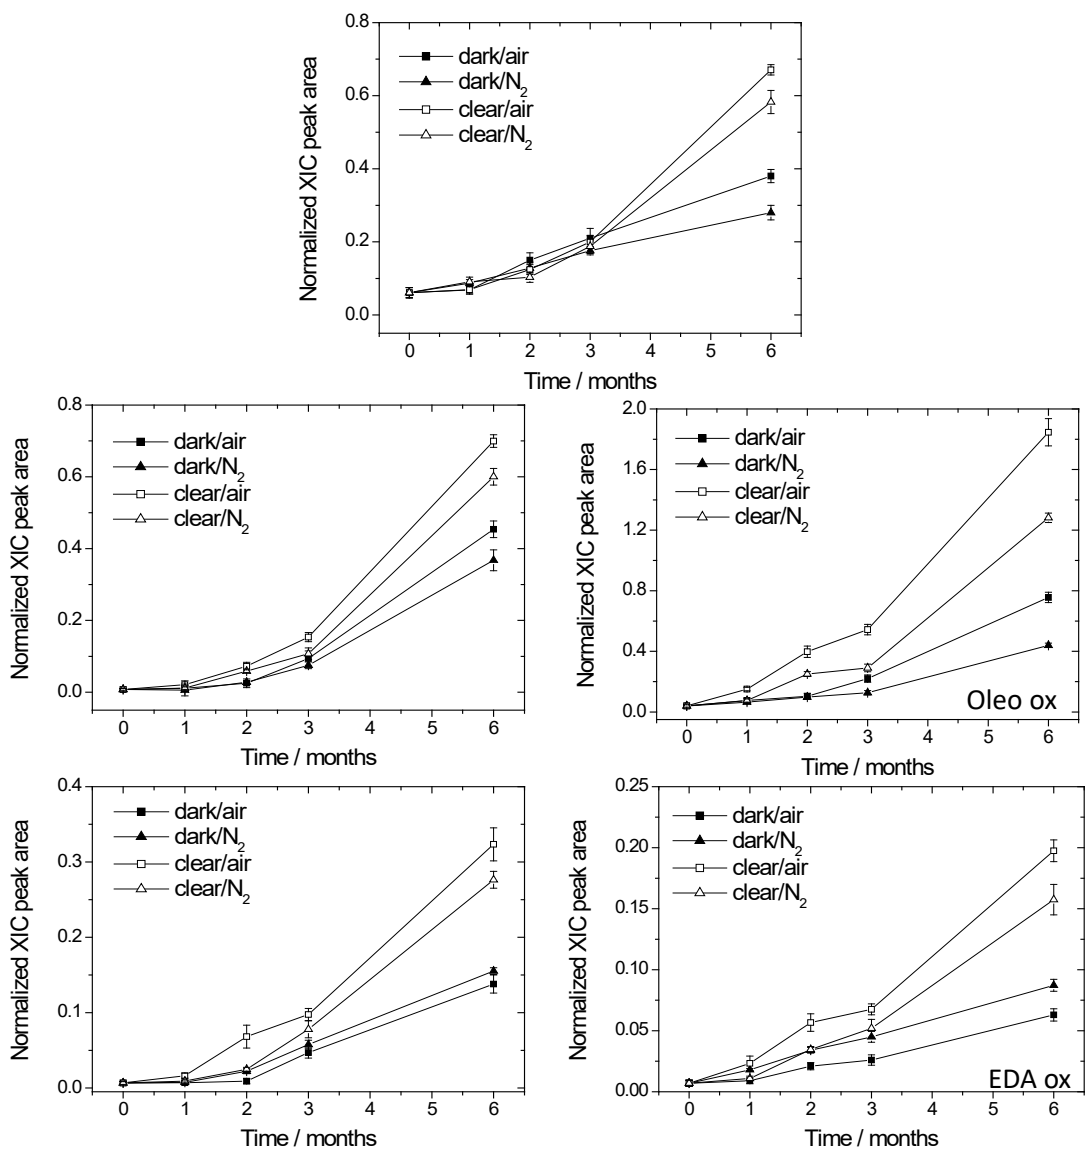 0.8
0.6
0.4
0.2
0.0
Normalized XIC peak area
dark/air
dark/N2
clear/air
clear/N2
0 1 2 3 4 5 6
Time / months
0.8
0.6
0.4
0.2
0.0
Normalized XIC peak area
dark/air
dark/N2
clear/air
clear/N2
0 1 2 3 4 5 6
Time / months
2.0
1.6
1.2
0.8
0.4
0.0
Normalized XIC peak area
dark/air
dark/N2
clear/air
clear/N2
Oleo ox
0 1 2 3 4 5 6
Time / months
0.4
0.3
0.2
0.1
0.0
Normalized XIC peak area
dark/air
dark/N2
clear/air
clear/N2
0 1 2 3 4 5 6
Time / months
0.25
0.20
0.15
0.10
0.05
0.00
Normalized XIC peak area
dark/air
dark/N2
clear/air
clear/N2
EDA ox
0 1 2 3 4 5 6
Time / months